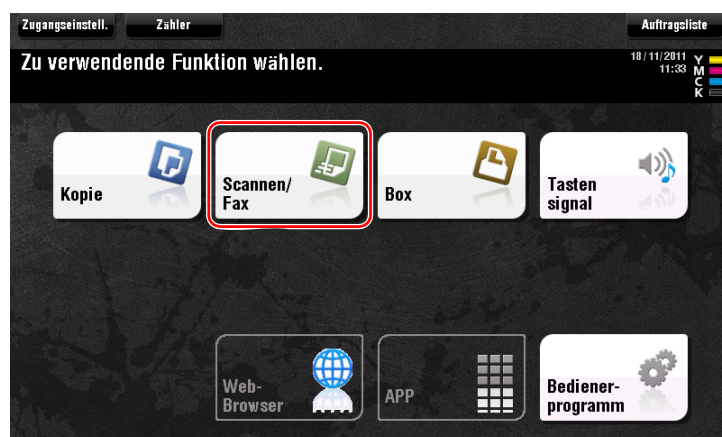 Zugangseinstell. Zähler Auftragsliste
Zu verwendende Funktion wählen.
18/11/2011
11:33
Y
M
C
K
Kopie
Scannen/
Fax
Box
Tasten
signal
Web-
Browser
APP
Bediener-
programm